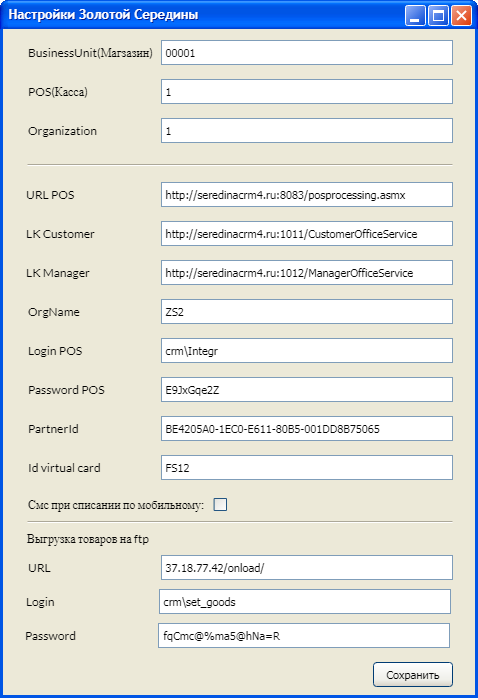 Настройки Золотой Середины
BusinessUnit(Магзазин) 00001
POS(Касса) 1
Organization 1
URL POS http://seredinacrm4.ru:8083/posprocessing.asmx
LK Customer http://seredinacrm4.ru:1011/CustomerOfficeService
LK Manager http://seredinacrm4.ru:1012/ManagerOfficeService
OrgName ZS2
Login POS crm\Integr
Password POS E9JxGqe2Z
PartnerId BE4205A0-1EC0-E611-80B5-001DD8B75065
Id virtual card FS12
Смс при списании по мобильному:
Выгрузка товаров на ftp
URL 37.18.77.42/onload/
Login crm\set_goods
Password fqCmc@%ma5@hNa=R
Сохранить